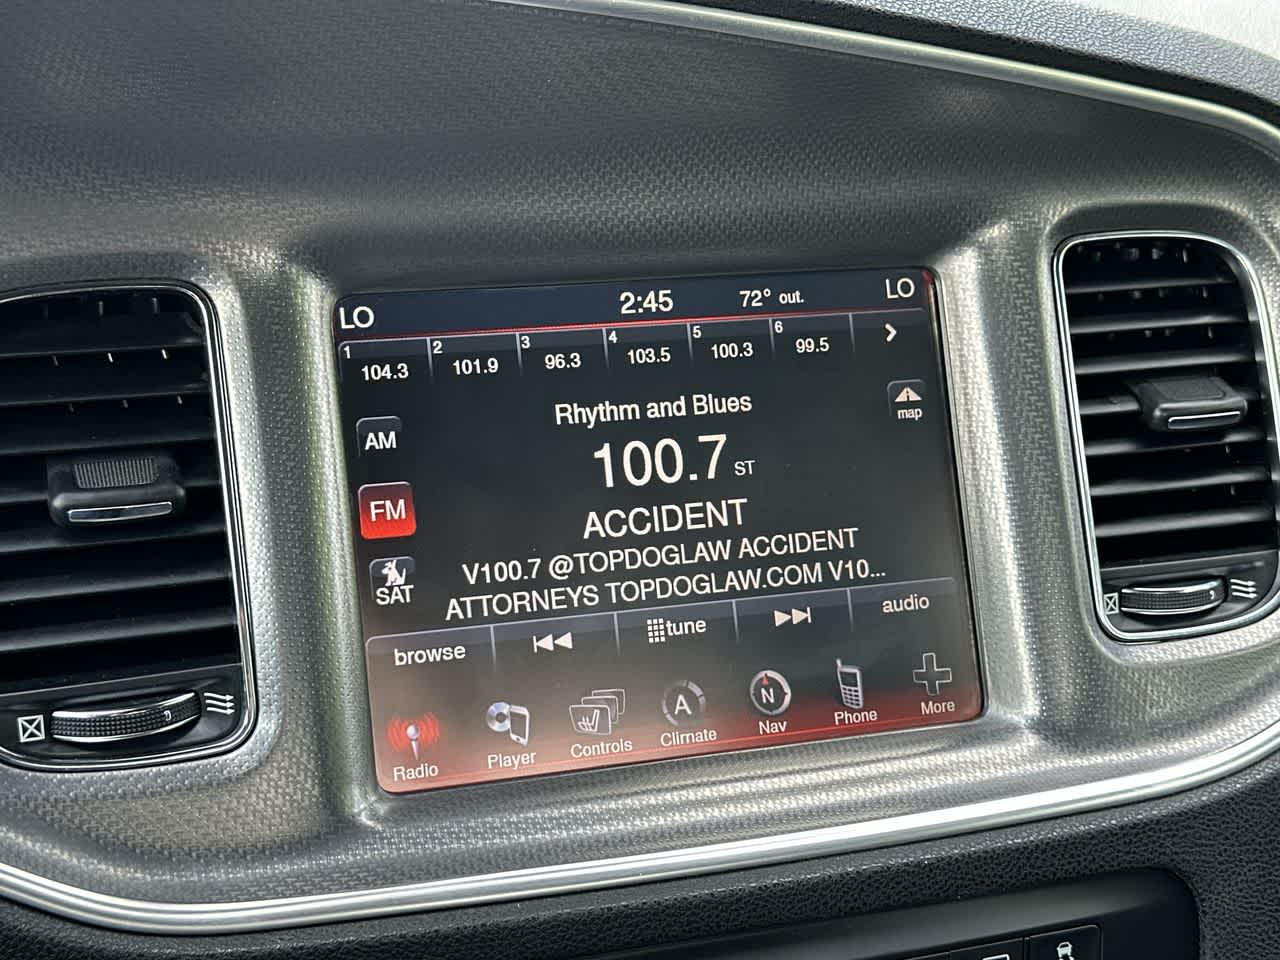 LO 2:45 72° out. LO
1 104.3 2 101.9 3 96.3 4 103.5 5 100.3 6 99.5
map
Rhythm and Blues
AM
100.7 ST
FM
ACCIDENT
V100.7 @TOPDOGLAW ACCIDENT
ATTORNEYS TOPDOGLAW.COM V10...
SAT
browse tune audio
Radio Player Controls Climate Nav Phone More
A
N